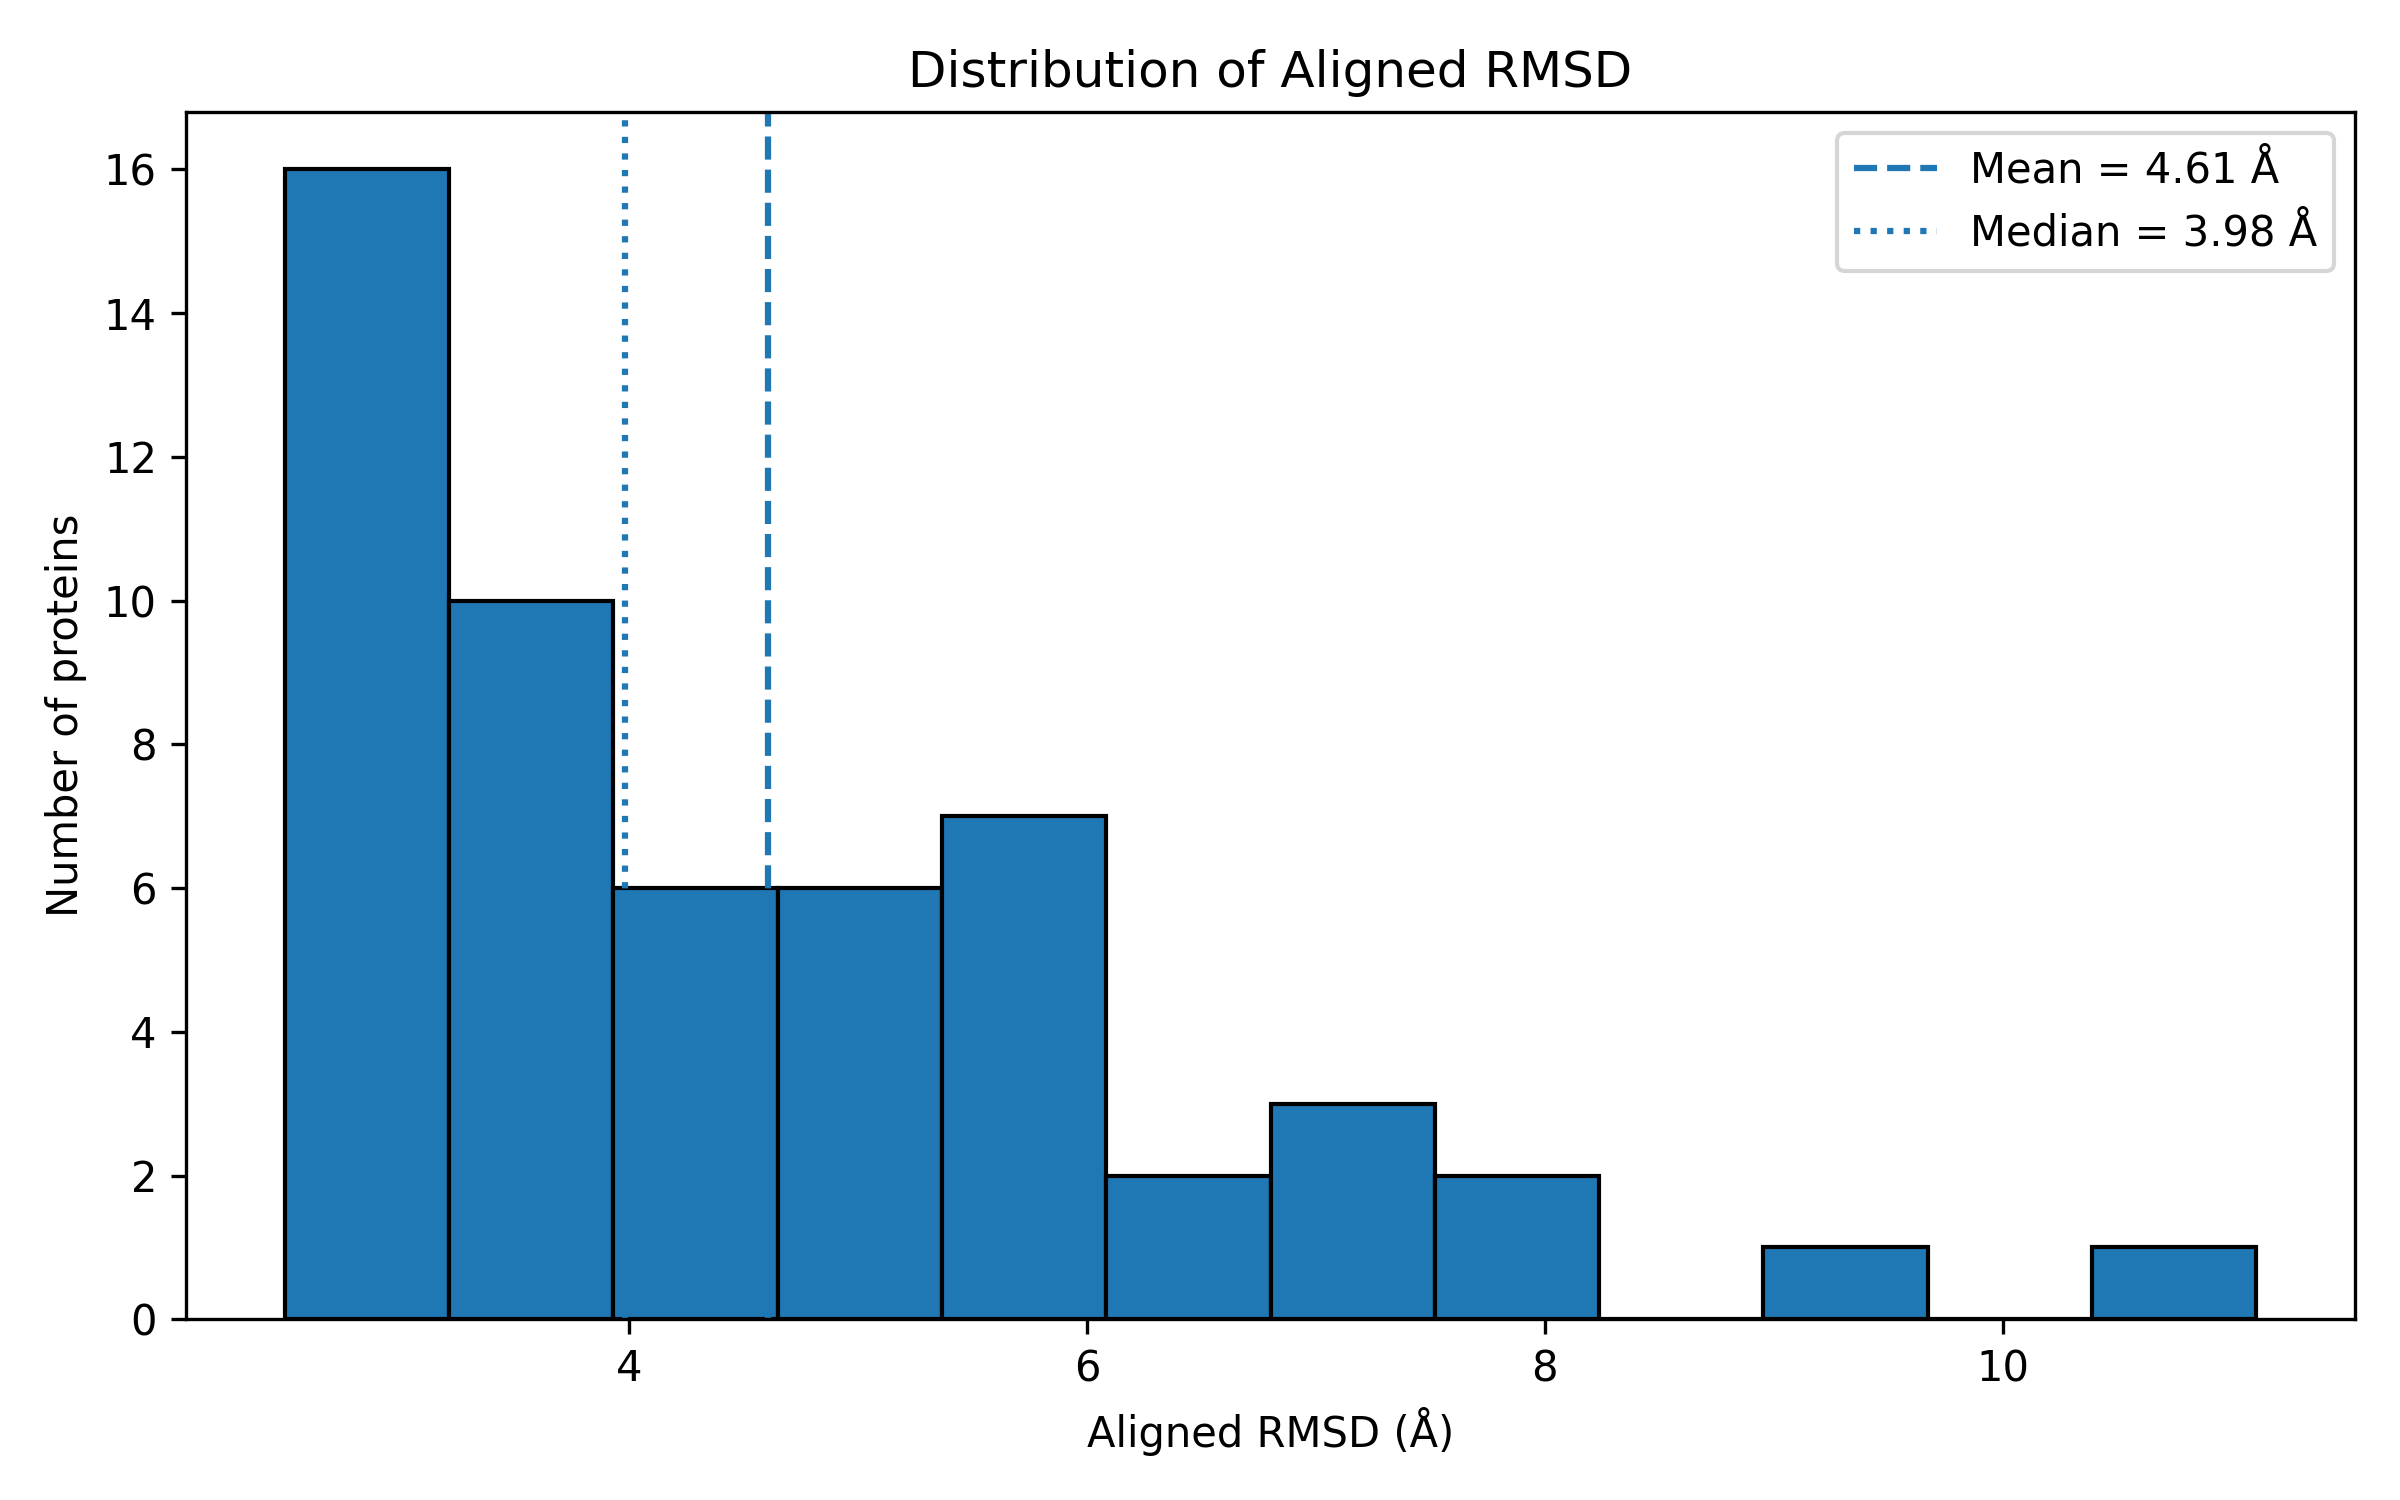 Distribution of Aligned RMSD
Mean = 4.61 Å
Median = 3.98 Å
16
14
12
10
8
6
4
2
0
Number of proteins
4 6 8 10
Aligned RMSD (Å)